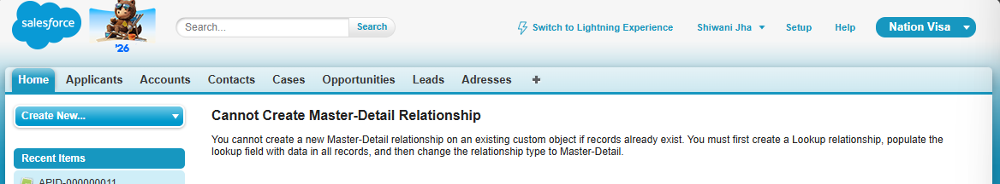 salesforce
'26
Search...
Search
Switch to Lightning Experience
Shiwani Jha
Setup
Help
Nation Visa
Home
Applicants
Accounts
Contacts
Cases
Opportunities
Leads
Adresses
+
Create New...
Cannot Create Master-Detail Relationship
You cannot create a new Master-Detail relationship on an existing custom object if records already exist. You must first create a Lookup relationship, populate the
lookup field with data in all records, and then change the relationship type to Master-Detail.
Recent Items
APID-000000011